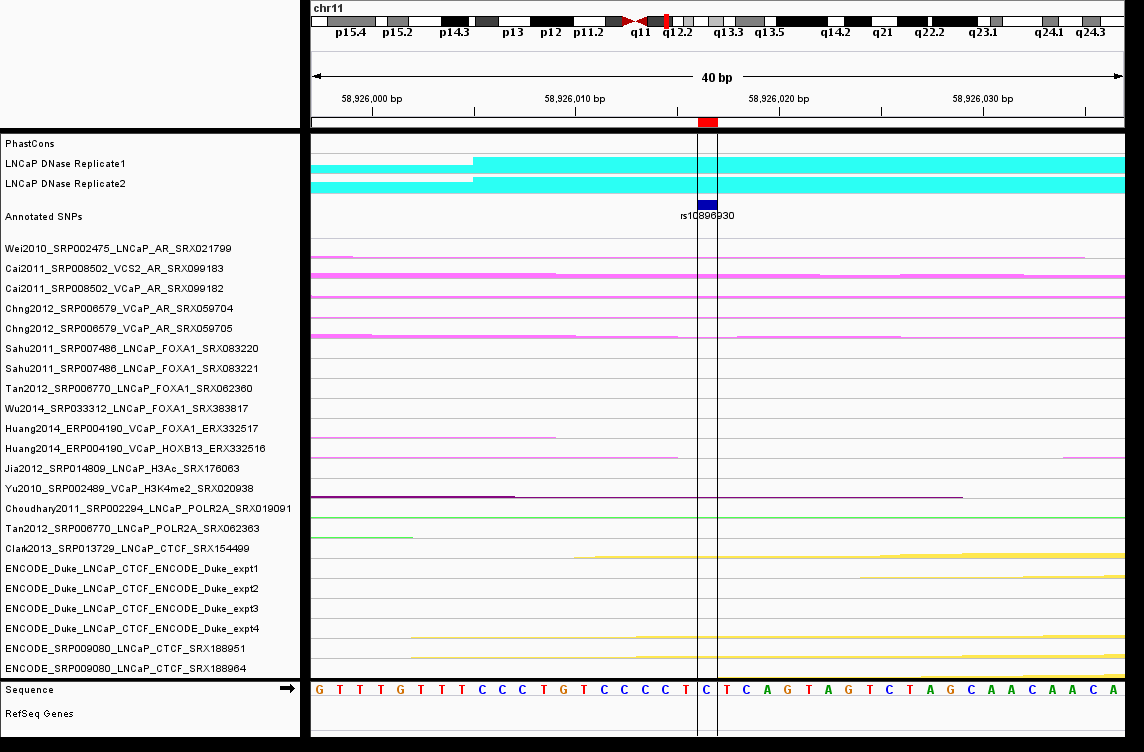 chr11
p15.4 p15.2 p14.3 p13 p12 p11.2 q11 q12.2 q13.3 q13.5 q14.2 q21 q22.2 q23.1 q24.1 q24.3
40 bp
58,926,000 bp 58,926,010 bp 58,926,020 bp 58,926,030 bp
PhastCons
LNCaP DNase Replicate1
LNCaP DNase Replicate2
Annotated SNPs
rs10896930
Wei2010_SRP002475_LNCaP_AR_SRX021799
Cai2011_SRP008502_VCS2_AR_SRX099183
Cai2011_SRP008502_VCaP_AR_SRX099182
Chng2012_SRP006579_VCaP_AR_SRX059704
Chng2012_SRP006579_VCaP_AR_SRX059705
Sahu2011_SRP007486_LNCaP_FOXA1_SRX083220
Sahu2011_SRP007486_LNCaP_FOXA1_SRX083221
Tan2012_SRP006770_LNCaP_FOXA1_SRX062360
Wu2014_SRP033312_LNCaP_FOXA1_SRX383817
Huang2014_ERP004190_VCaP_FOXA1_ERX332517
Huang2014_ERP004190_VCaP_HOXB13_ERX332516
Jia2012_SRP014809_LNCaP_H3Ac_SRX176063
Yu2010_SRP002489_VCaP_H3K4me2_SRX020938
Choudhary2011_SRP002294_LNCaP_POLR2A_SRX019091
Tan2012_SRP006770_LNCaP_POLR2A_SRX062363
Clark2013_SRP013729_LNCaP_CTCF_SRX154499
ENCODE_Duke_LNCaP_CTCF_ENCODE_Duke_expt1
ENCODE_Duke_LNCaP_CTCF_ENCODE_Duke_expt2
ENCODE_Duke_LNCaP_CTCF_ENCODE_Duke_expt3
ENCODE_Duke_LNCaP_CTCF_ENCODE_Duke_expt4
ENCODE_SRP009080_LNCaP_CTCF_SRX188951
ENCODE_SRP009080_LNCaP_CTCF_SRX188964
Sequence G T T T G T T T C C C T G T C C C C T C T C A G T A G T C T A G C A A C A A C A
RefSeq Genes